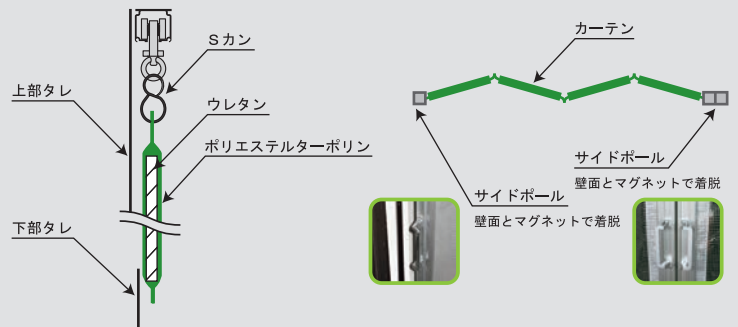 Sカン
上部タレ
ウレタン
ポリエステルターポリン
下部タレ
カーテン
サイドポール
壁面とマグネットで着脱
サイドポール
壁面とマグネットで着脱